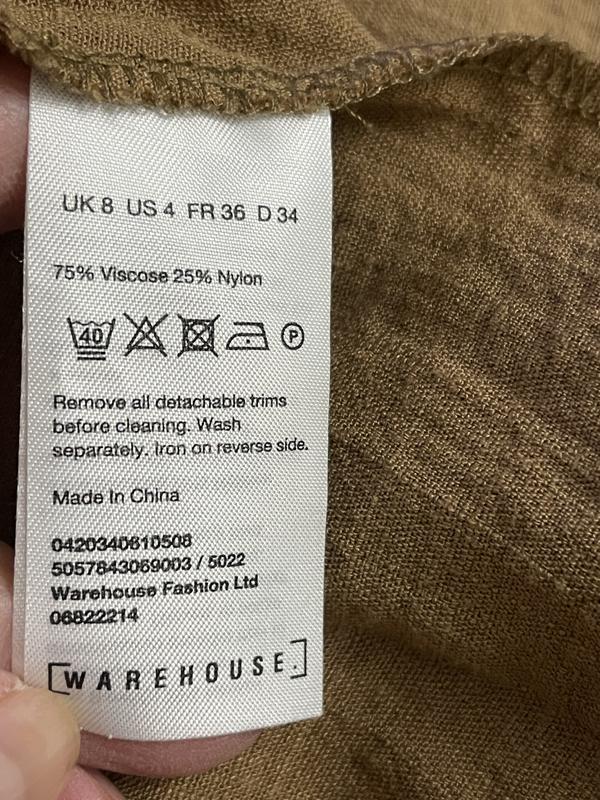 UK 8 US 4 FR 36 D 34
75% Viscose 25% Nylon
40 P
Remove all detachable trims
before cleaning. Wash
separately. Iron on reverse side.
Made In China
0420340610508
5057843069003 / 5022
Warehouse Fashion Ltd
06822214
[WAREHOUSE.]